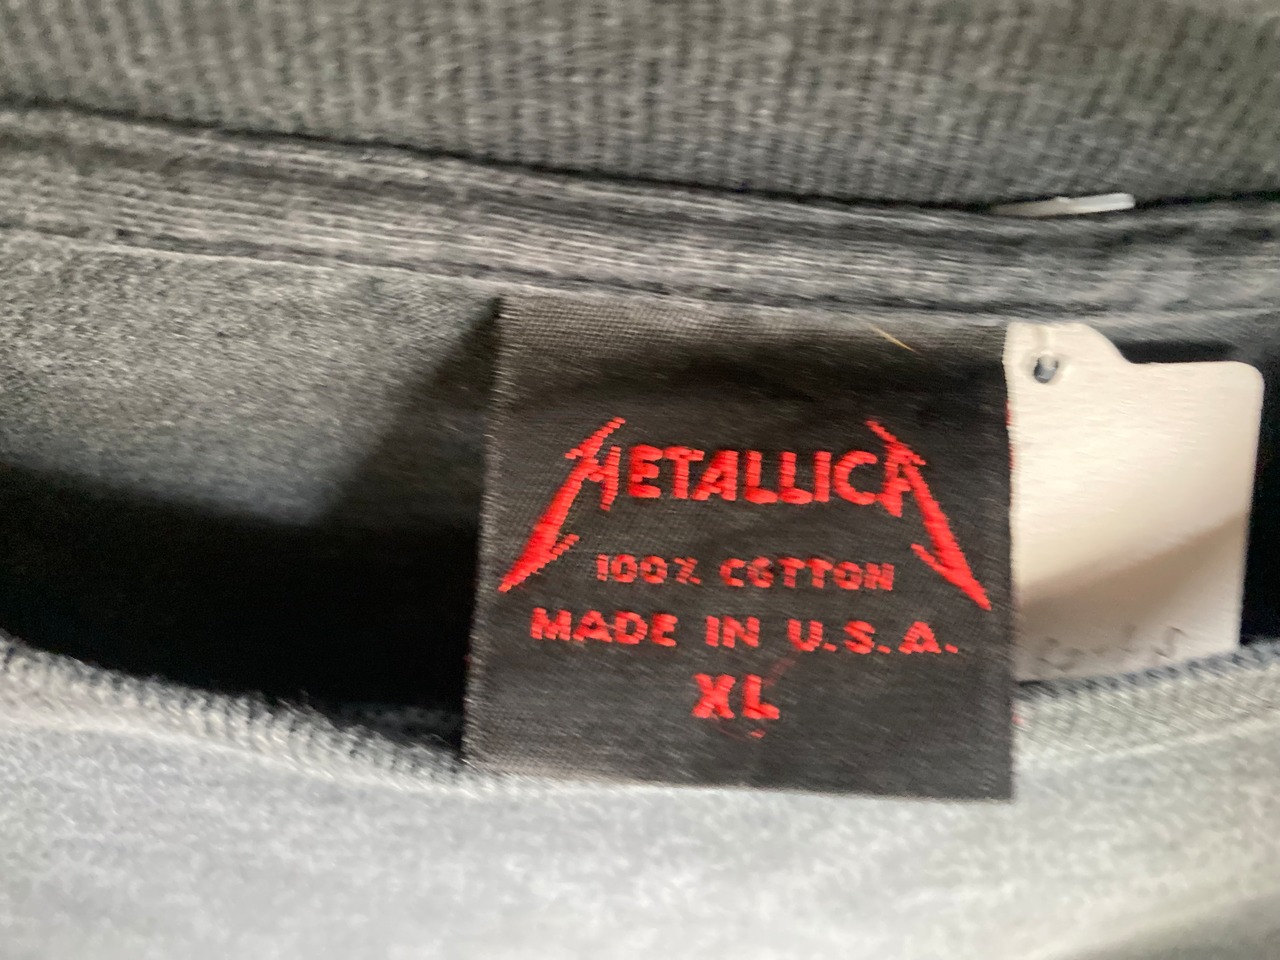 METALLICA
100% COTTON
MADE IN U.S.A.
XL